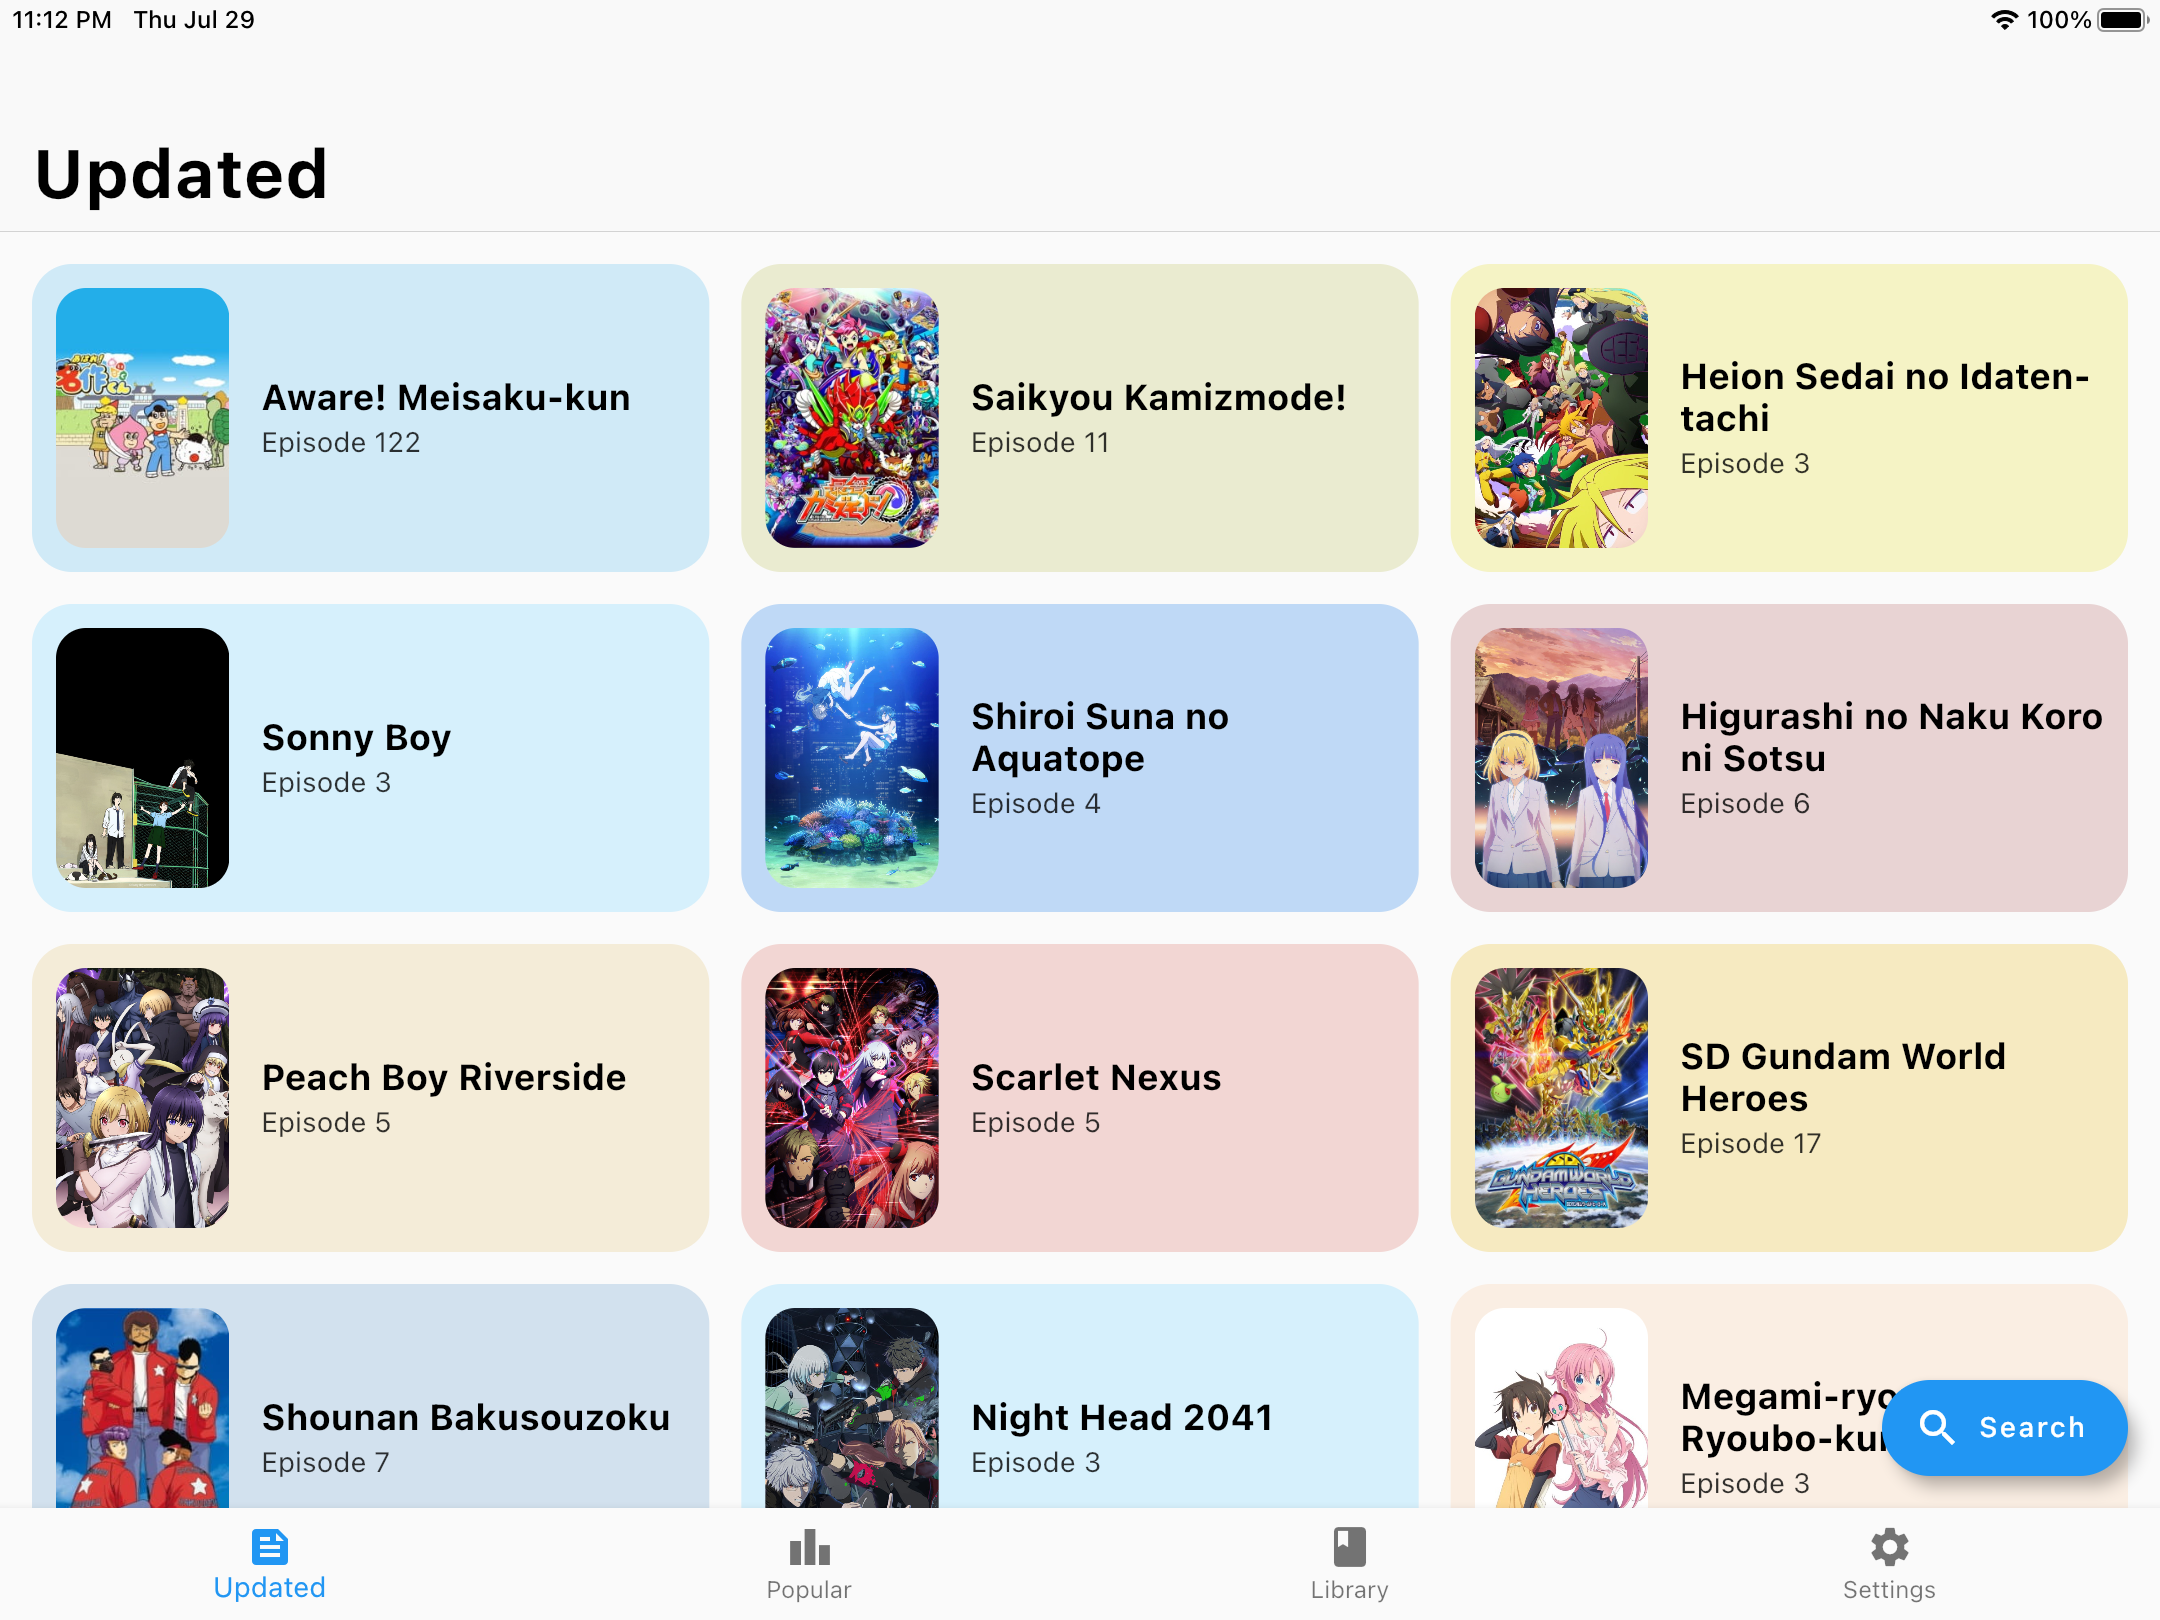 11:12 PM Thu Jul 29
100%
Updated
Aware! Meisaku-kun
Episode 122
Saikyou Kamizmode!
Episode 11
Heion Sedai no Idaten-
tachi
Episode 3
Sonny Boy
Episode 3
Shiroi Suna no
Aquatope
Episode 4
Higurashi no Naku Koro
ni Sotsu
Episode 6
Peach Boy Riverside
Episode 5
Scarlet Nexus
Episode 5
SD
GUNDAM WORLD
HEROES
SD Gundam World
Heroes
Episode 17
Shounan Bakusouzoku
Episode 7
Night Head 2041
Episode 3
Megami-ryo
Ryoubo-ku
Episode 3
Search
Updated
Popular
Library
Settings